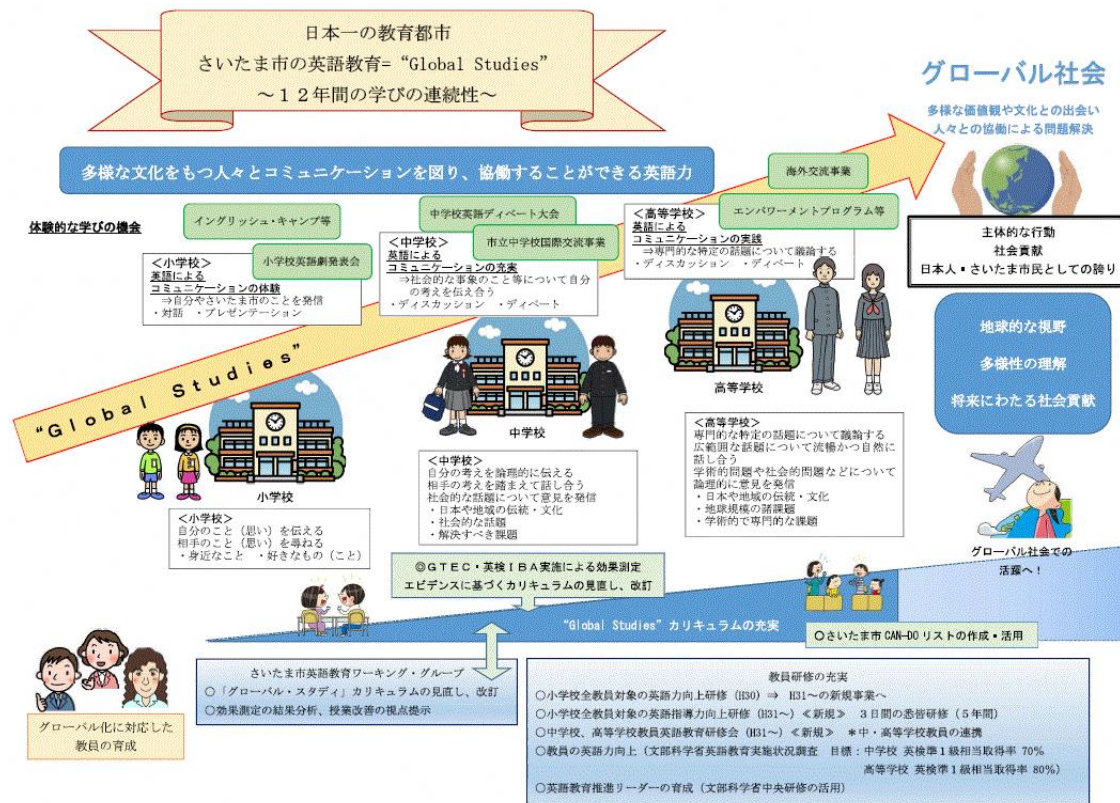 日本一の教育都市
さいたま市の英語教育=“Global Studies”
～１２年間の学びの連続性～
グローバル社会
多様な価値観や文化との出会い
人々との協働による問題解決
多様な文化をもつ人々とコミュニケーションを図り、協働することができる英語力
体験的な学びの機会
イングリッシュ・キャンプ等
小学校英語劇発表会
＜小学校＞
英語による
コミュニケーションの体験
⇒自分やさいたま市のことを発信
・対話　・プレゼンテーション
中学校英語ディベート大会
市立中学校国際交流事業
＜中学校＞
英語による
コミュニケーションの充実
⇒社会的な事象のこと等について自分
の考えを伝え合う
・ディスカッション　・ディベート
海外交流事業
エンパワーメントプログラム等
＜高等学校＞
英語による
コミュニケーションの実践
⇒専門的な特定の話題について議論する
・ディスカッション　・ディベート
主体的な行動
社会貢献
日本人・さいたま市民としての誇り
地球的な視野
多様性の理解
将来にわたる社会貢献
“Global Studies”
小学校
中学校
高等学校
＜小学校＞
自分のこと（思い）を伝える
相手のこと（思い）を尋ねる
・身近なこと　・好きなもの（こと）
＜中学校＞
自分の考えを論理的に伝える
相手の考えを踏まえて話し合う
社会的な話題について意見を発信
・日本や地域の伝統・文化
・社会的な話題
・解決すべき課題
＜高等学校＞
専門的な特定の話題について議論する
広範囲な話題について流暢かつ自然に
話し合う
学術的問題や社会的問題などについて
論理的に意見を発信
・日本や地域の伝統・文化
・地球規模の諸課題
・学術的で専門的な課題
グローバル社会での
活躍へ！
◎ＧＴＥＣ・英検ＩＢＡ実施による効果測定
エビデンスに基づくカリキュラムの見直し、改訂
“Global Studies”カリキュラムの充実
○さいたま市 CAN-DO リストの作成・活用
グローバル化に対応した
教員の育成
さいたま市英語教育ワーキング・グループ
○「グローバル・スタディ」カリキュラムの見直し、改訂
○効果測定の結果分析、授業改善の視点提示
教員研修の充実
○小学校全教員対象の英語力向上研修（H30）⇒　H31～の新規事業へ
○小学校全教員対象の英語指導力向上研修（H31～）≪新規≫　３日間の悉皆研修（５年間）
○中学校、高等学校教員英語教育研修会（H31～）≪新規≫　＊中・高等学校教員の連携
○教員の英語力向上（文部科学省英語教育実施状況調査　目標：中学校 英検準１級相当取得率 70%
高等学校 英検準１級相当取得率 80%）
○英語教育推進リーダーの育成（文部科学省中央研修の活用）